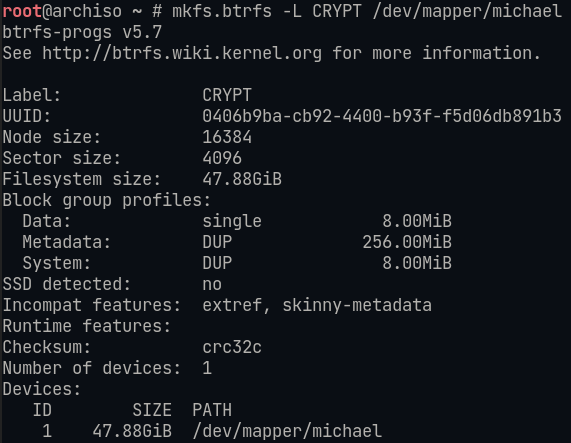 root@archiso ~ # mkfs.btrfs -L CRYPT /dev/mapper/michael
btrfs-progs v5.7
See http://btrfs.wiki.kernel.org for more information.
Label: CRYPT
UUID: 0406b9ba-cb92-4400-b93f-f5d06db891b3
Node size: 16384
Sector size: 4096
Filesystem size: 47.88GiB
Block group profiles:
Data: single 8.00MiB
Metadata: DUP 256.00MiB
System: DUP 8.00MiB
SSD detected: no
Incompat features: extref, skinny-metadata
Runtime features:
Checksum: crc32c
Number of devices: 1
Devices:
ID SIZE PATH
1 47.88GiB /dev/mapper/michael